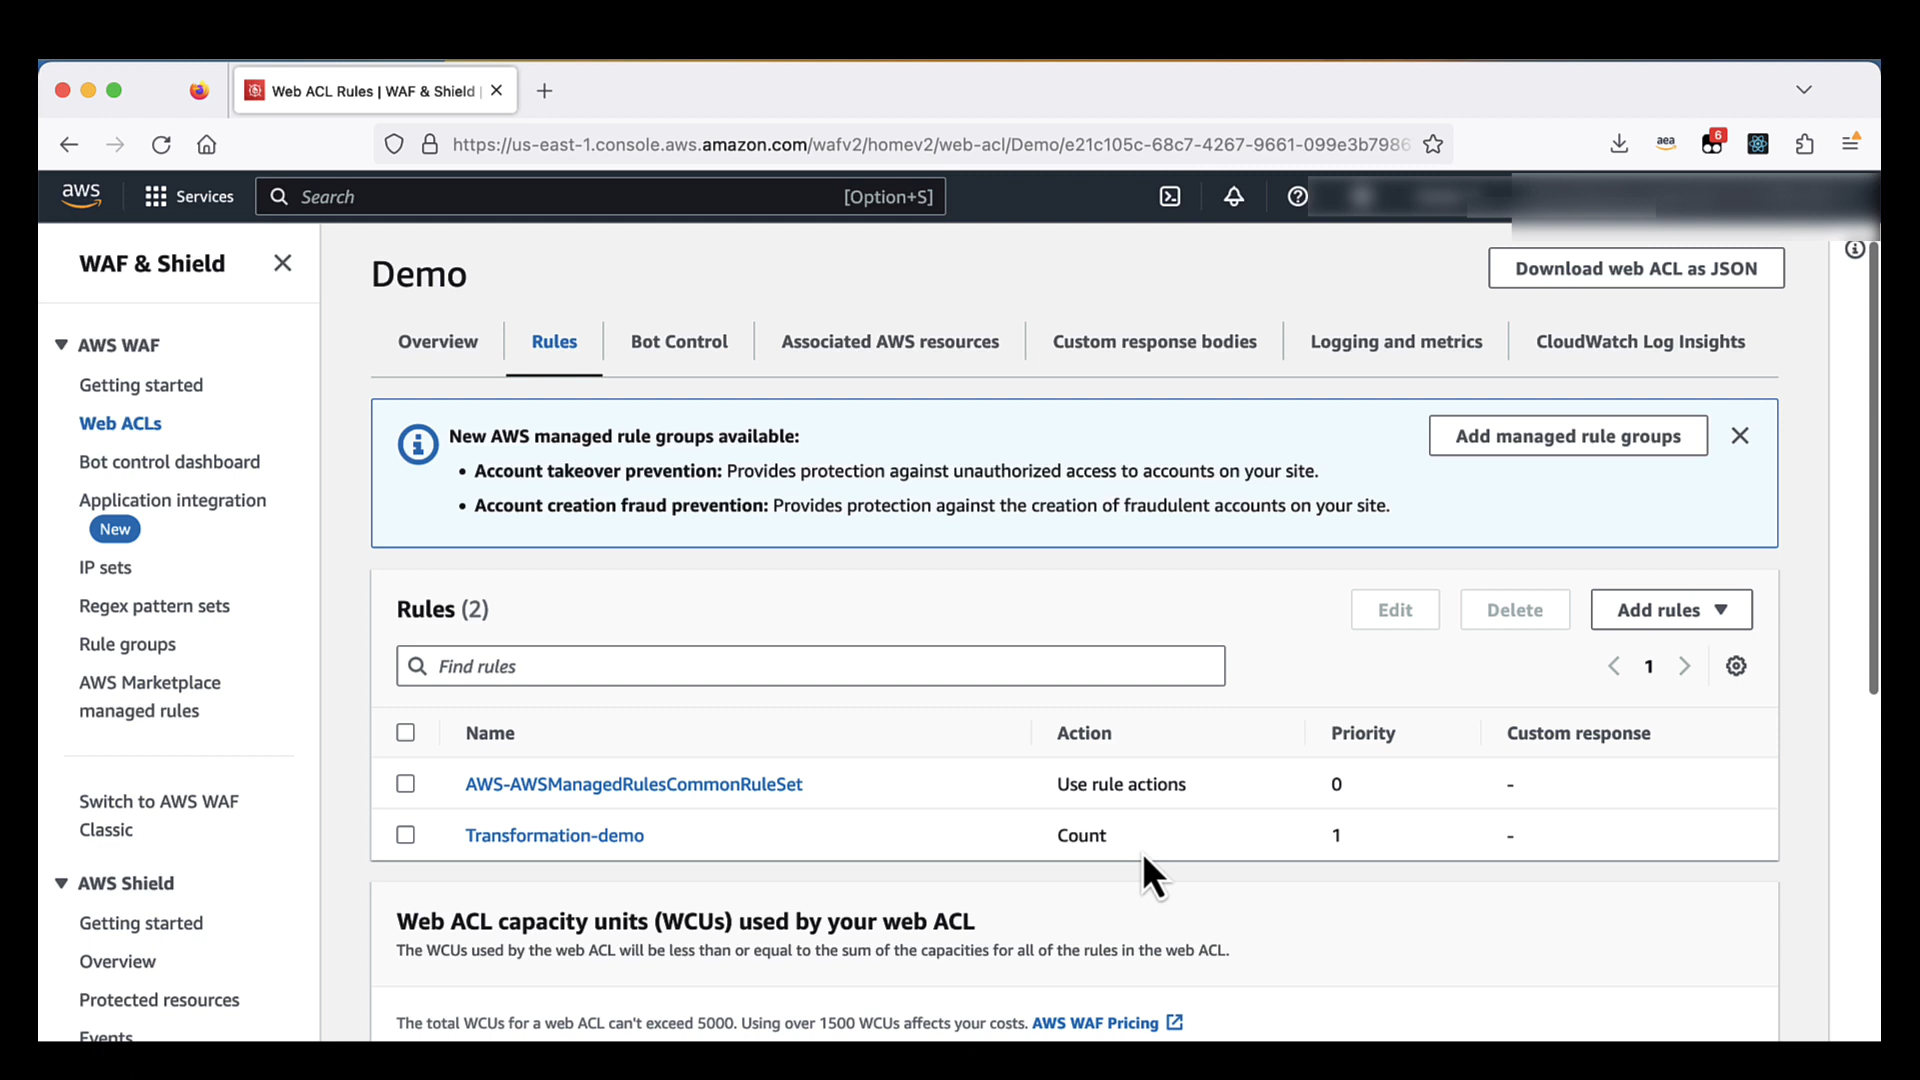 Web ACL Rules | WAF & Shield |
https://us-east-1.console.aws.amazon.com/wafv2/homev2/web-acl/Demo/e21c105c-68c7-4267-9661-099e3b7986
aea
6
aws
Services
Search
[Option+S]
WAF & Shield
AWS WAF
Getting started
Web ACLs
Bot control dashboard
Application integration
New
IP sets
Regex pattern sets
Rule groups
AWS Marketplace
managed rules
Switch to AWS WAF
Classic
AWS Shield
Getting started
Overview
Protected resources
Events
Demo
Download web ACL as JSON
Overview
Rules
Bot Control
Associated AWS resources
Custom response bodies
Logging and metrics
CloudWatch Log Insights
New AWS managed rule groups available:
• Account takeover prevention: Provides protection against unauthorized access to accounts on your site.
• Account creation fraud prevention: Provides protection against the creation of fraudulent accounts on your site.
Add managed rule groups
Rules (2)
Edit
Delete
Add rules
Find rules
1
Name Action Priority Custom response
AWS-AWSManagedRulesCommonRuleSet Use rule actions 0 -
Transformation-demo Count 1 -
Web ACL capacity units (WCUs) used by your web ACL
The WCUs used by the web ACL will be less than or equal to the sum of the capacities for all of the rules in the web ACL.
The total WCUs for a web ACL can't exceed 5000. Using over 1500 WCUs affects your costs. AWS WAF Pricing